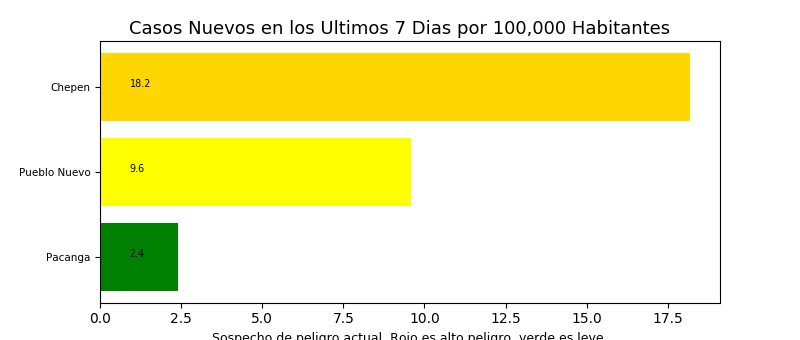 Casos Nuevos en los Ultimos 7 Dias por 100,000 Habitantes
Chepen
18.2
Pueblo Nuevo
9.6
Pacanga
2.4
0.0 2.5 5.0 7.5 10.0 12.5 15.0 17.5
Sospecho de peligro actual. Rojo es alto peligro, verde es leve